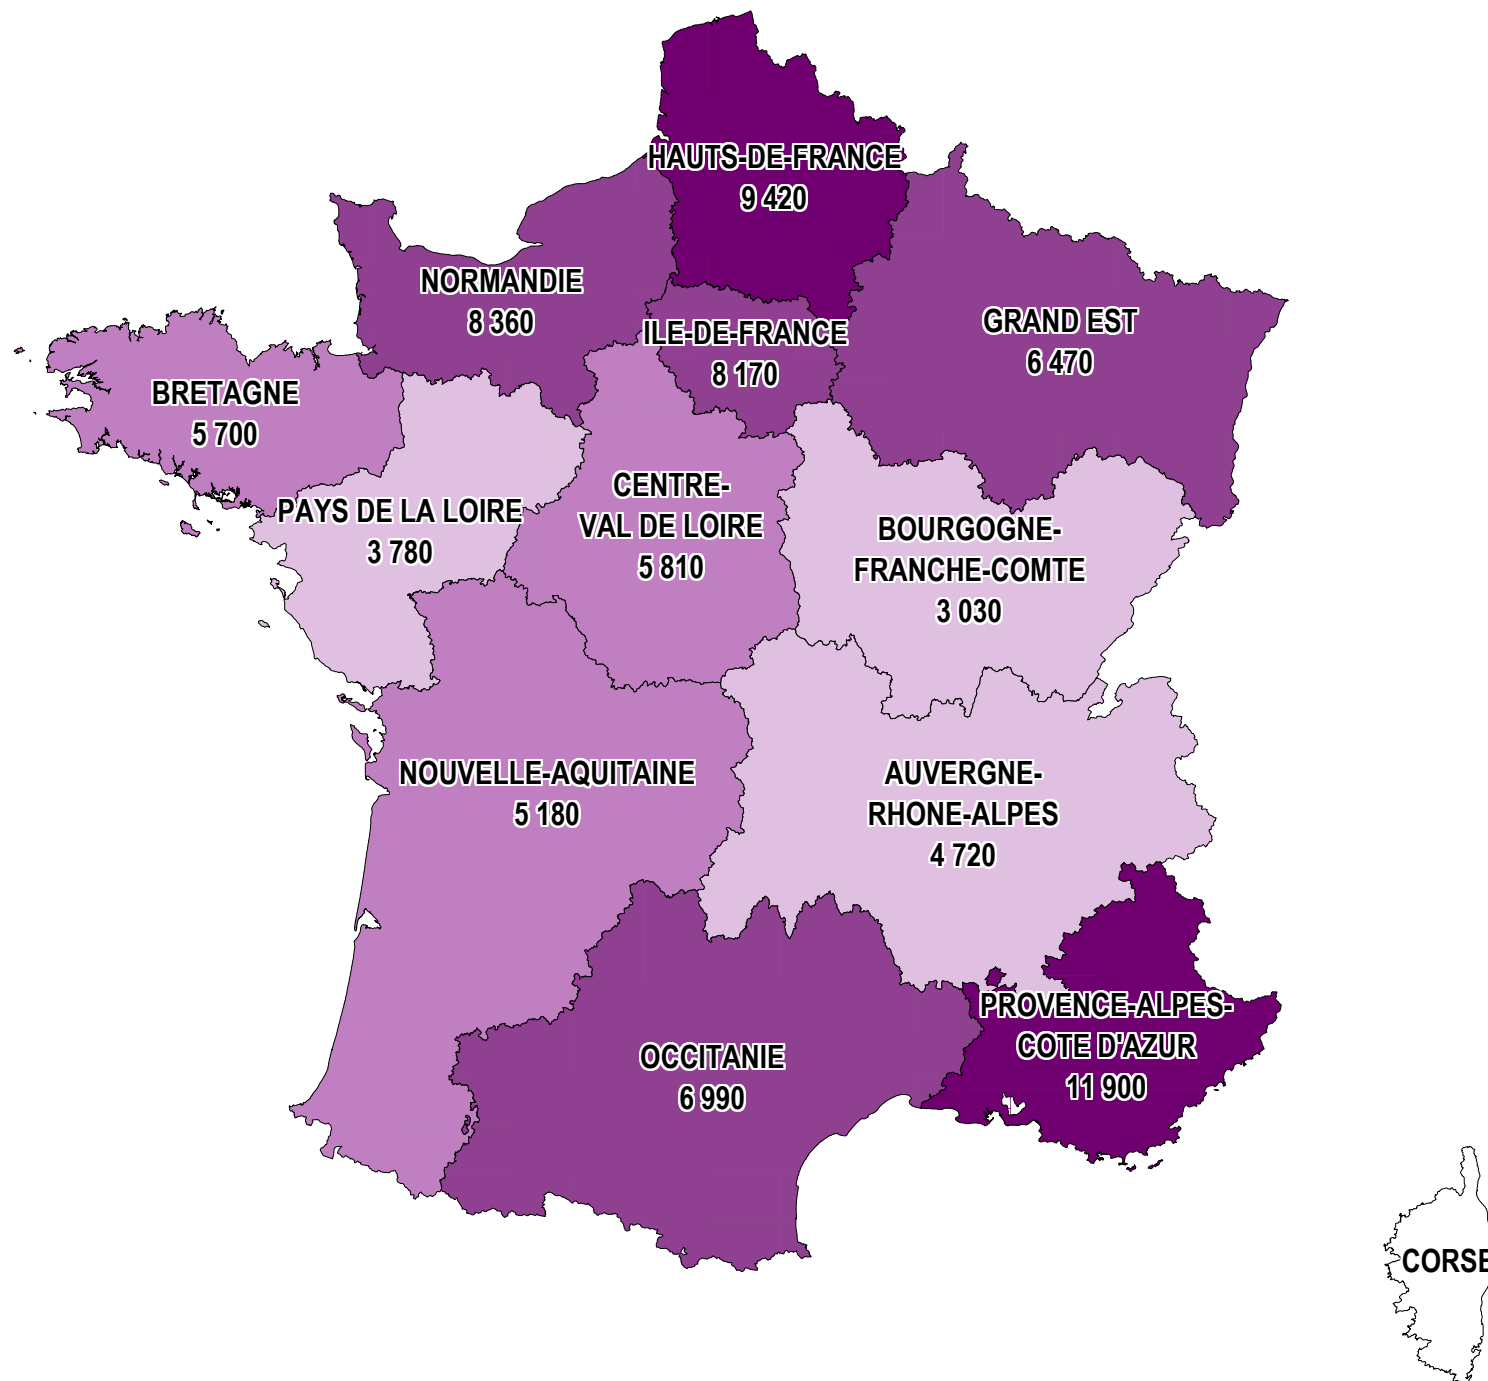 HAUTS-DE-FRANCE
9 420
NORMANDIE
8 360
ILE-DE-FRANCE
8 170
GRAND EST
6 470
BRETAGNE
5 700
PAYS DE LA LOIRE
3 780
CENTRE-
VAL DE LOIRE
5 810
BOURGOGNE-
FRANCHE-COMTE
3 030
NOUVELLE-AQUITAINE
5 180
AUVERGNE-
RHONE-ALPES
4 720
PROVENCE-ALPES-
COTE D'AZUR
11 900
OCCITANIE
6 990
CORSE